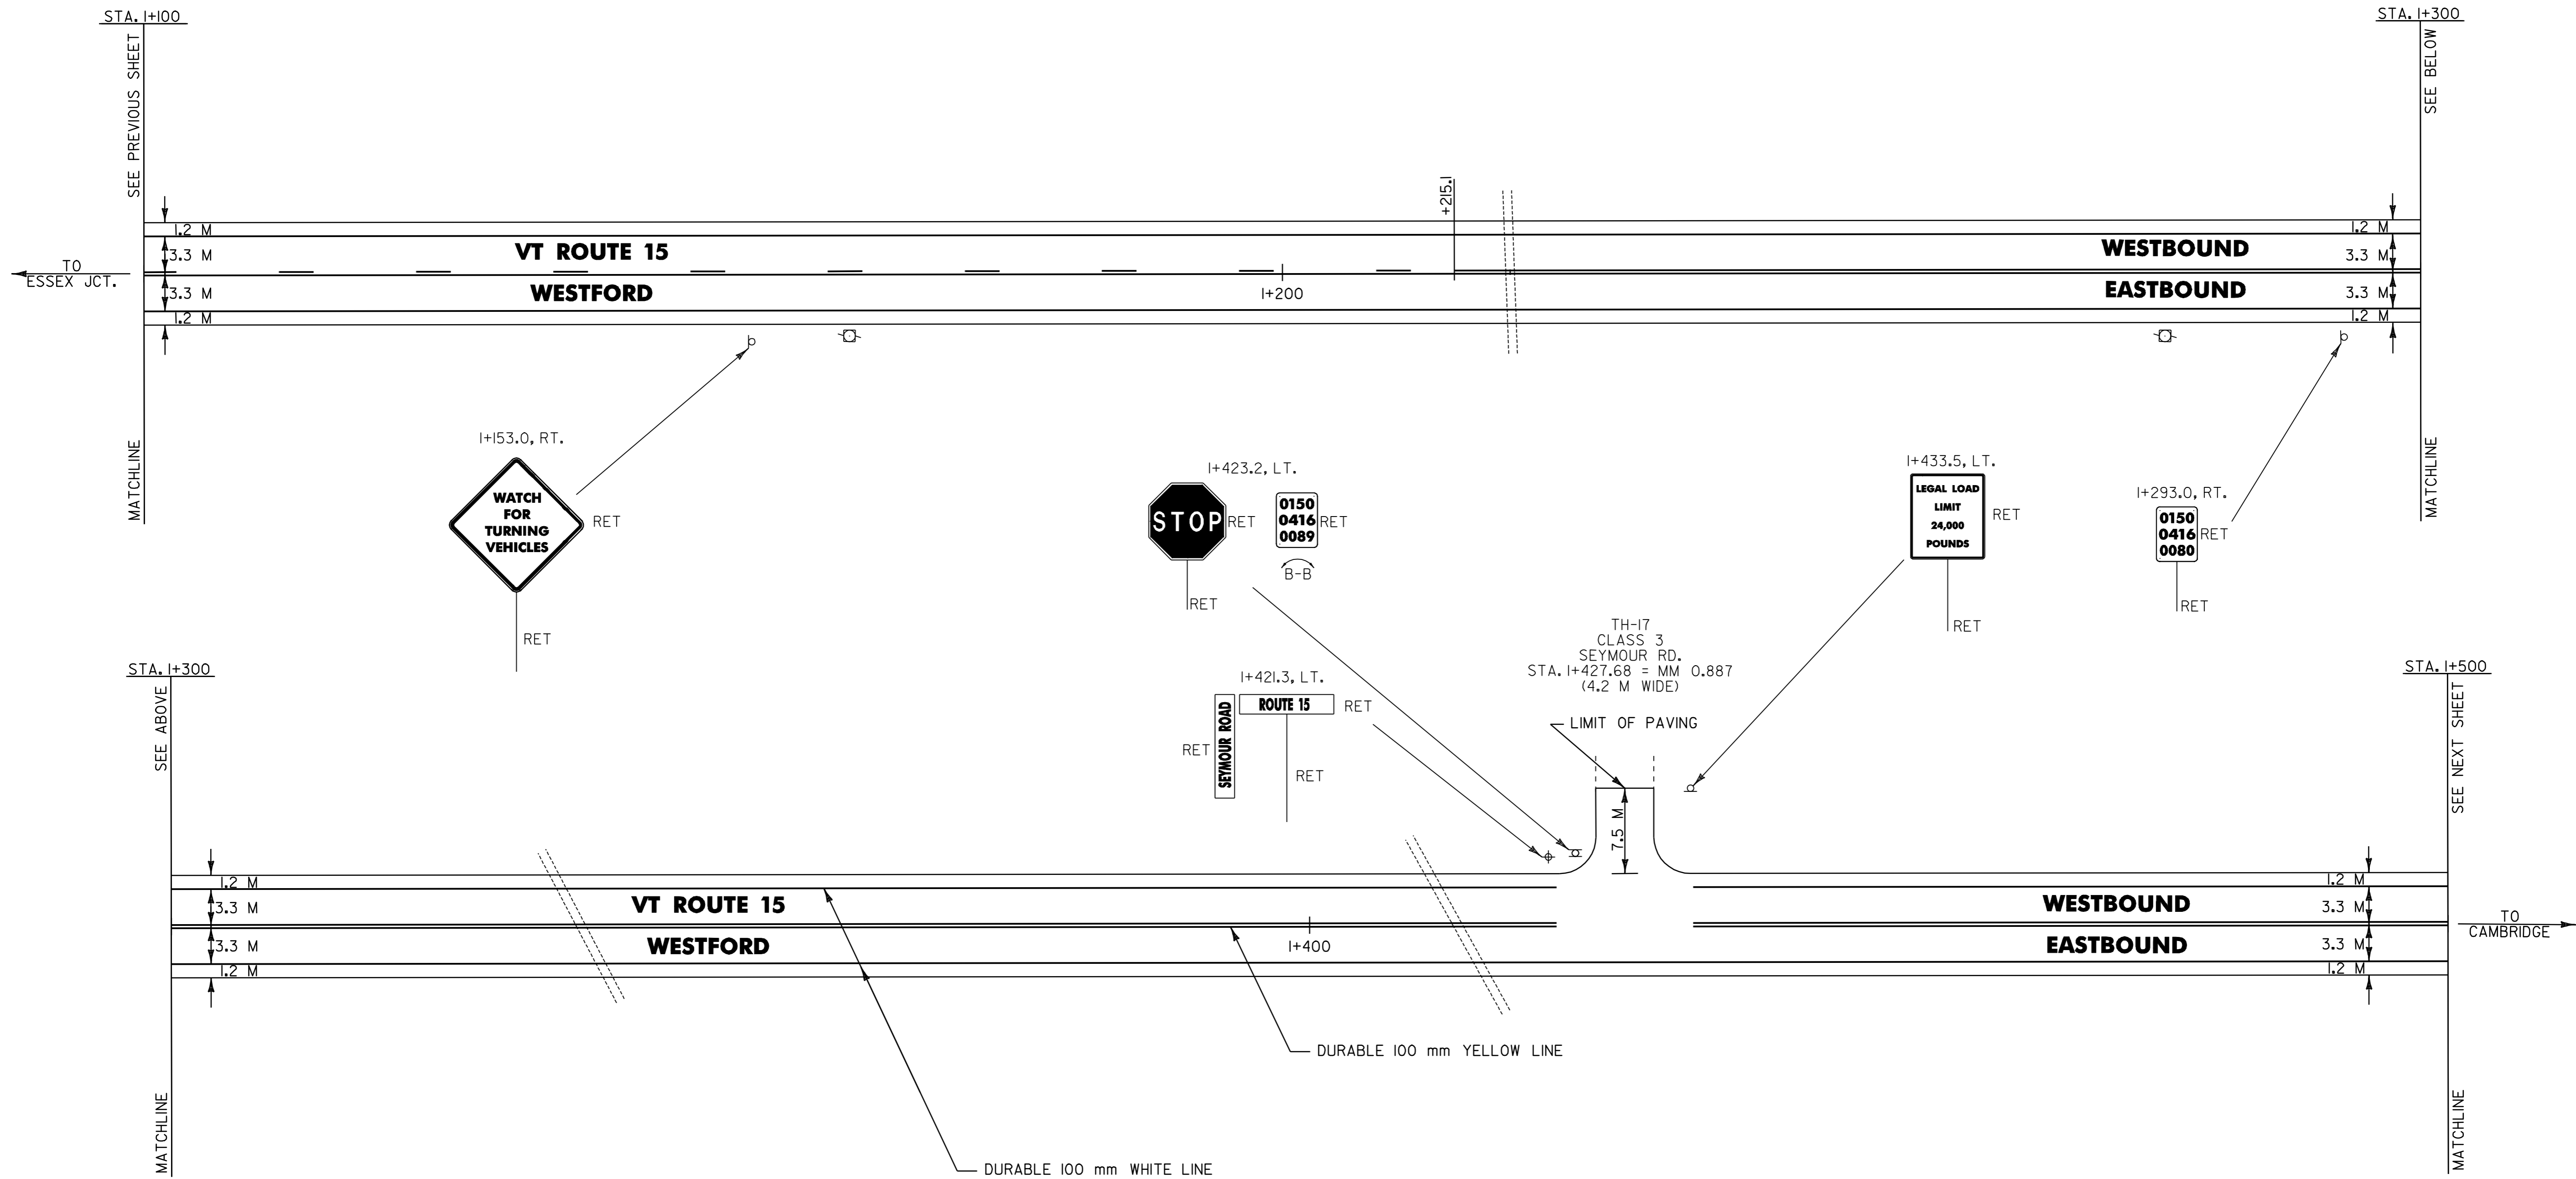 STA. 1+100
STA. 1+300
SEE PREVIOUS SHEET
SEE BELOW
+215.1
1.2 M
1.2 M
3.3 M
VT ROUTE 15
WESTBOUND
3.3 M
TO
ESSEX JCT.
3.3 M
WESTFORD
1+200
EASTBOUND
3.3 M
1.2 M
1.2 M
MATCHLINE
MATCHLINE
1+153.0, RT.
WATCH
FOR
TURNING
VEHICLES
RET
RET
1+423.2, LT.
STOP
RET
0150
0416
0089
RET
B-B
RET
1+433.5, LT.
LEGAL LOAD
LIMIT
24,000
POUNDS
RET
RET
1+293.0, RT.
0150
0416
0080
RET
RET
TH-17
CLASS 3
SEYMOUR RD.
STA. 1+427.68 = MM 0.887
(4.2 M WIDE)
LIMIT OF PAVING
1+421.3, LT.
ROUTE 15
RET
RET
SEYMOUR ROAD
RET
STA. 1+300
STA. 1+500
SEE ABOVE
SEE NEXT SHEET
7.5 M
1.2 M
1.2 M
3.3 M
VT ROUTE 15
WESTBOUND
3.3 M
TO
CAMBRIDGE
3.3 M
WESTFORD
1+400
EASTBOUND
3.3 M
1.2 M
1.2 M
DURABLE 100 mm YELLOW LINE
MATCHLINE
MATCHLINE
DURABLE 100 mm WHITE LINE